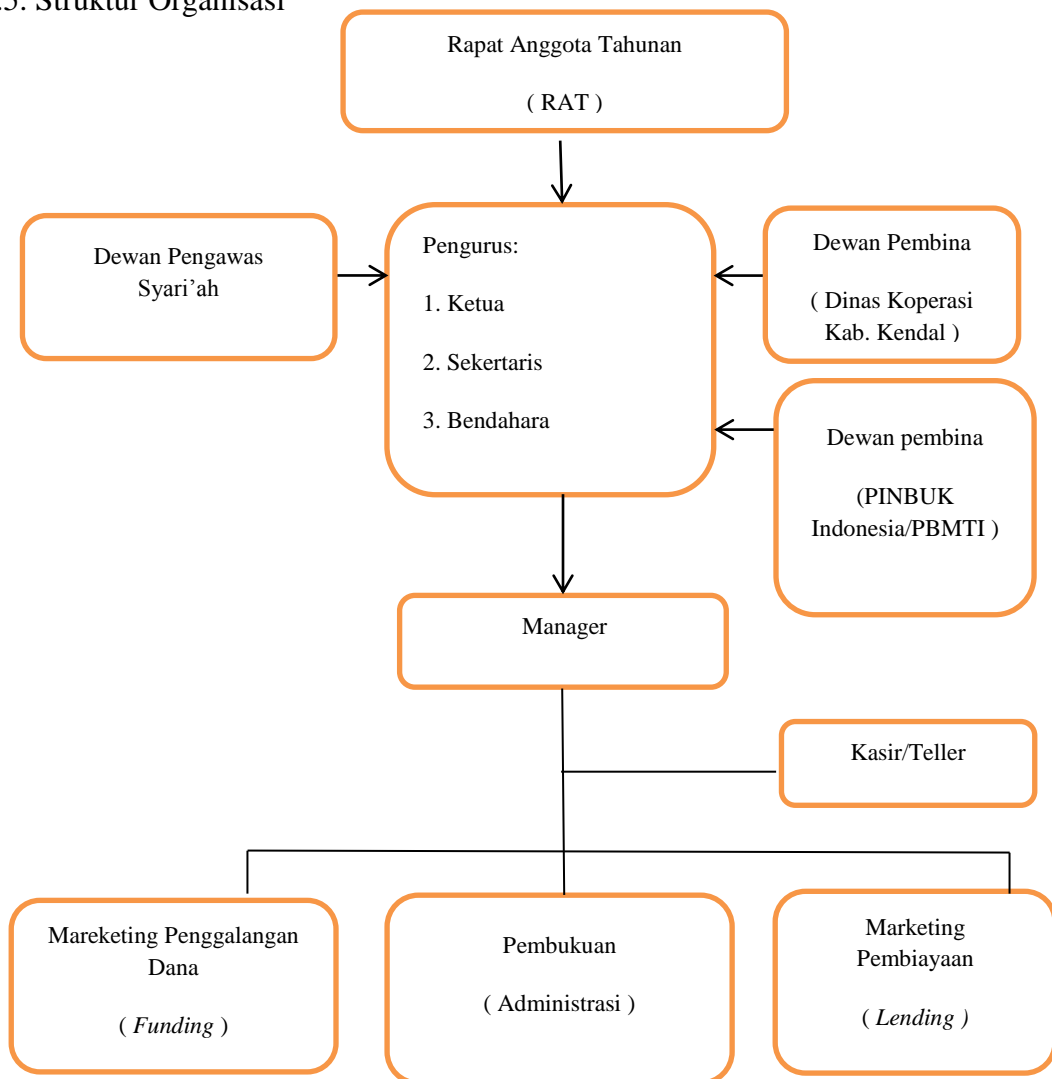 .5. Struktur Organisasi
Rapat Anggota Tahunan
( RAT )
Dewan Pengawas
Syari’ah
Pengurus:
1. Ketua
2. Sekertaris
3. Bendahara
Dewan Pembina
( Dinas Koperasi
Kab. Kendal )
Dewan pembina
(PINBUK
Indonesia/PBMTI )
Manager
Kasir/Teller
Mareketing Penggalangan
Dana
( Funding )
Pembukuan
( Administrasi )
Marketing
Pembiayaan
( Lending )